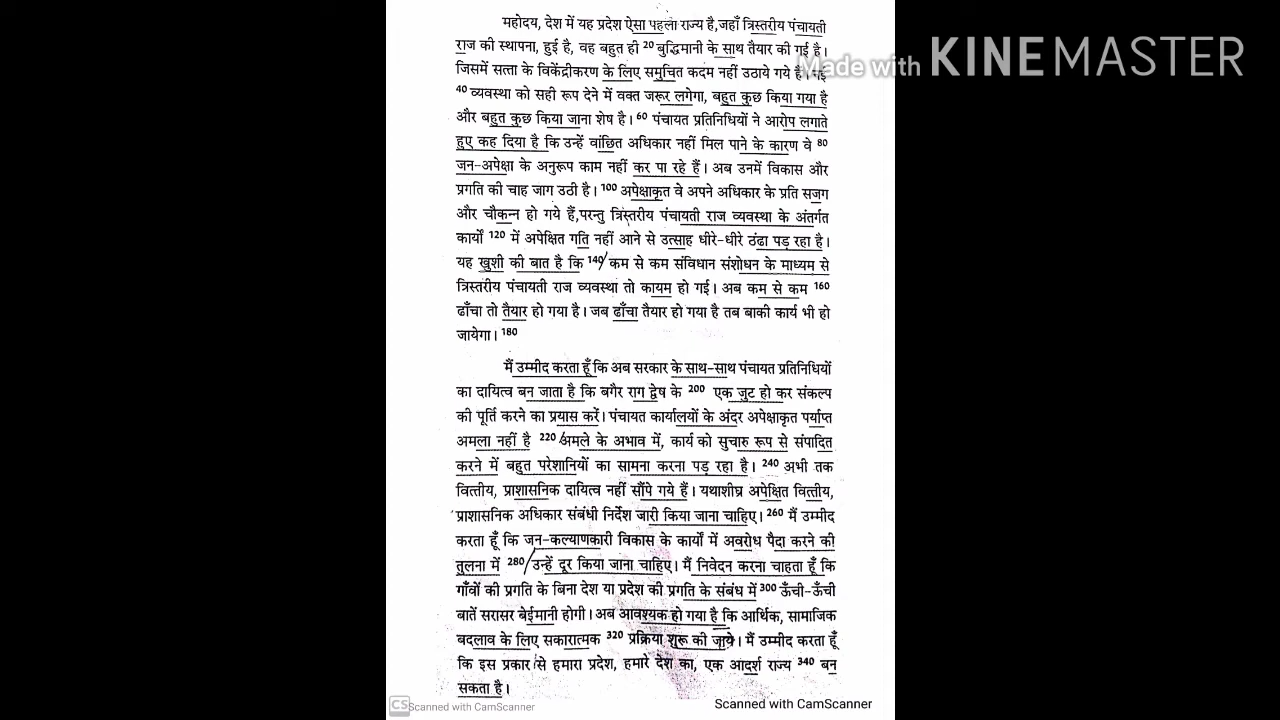 महोदय, देश में यह प्रदेश ऐसा पहला राज्य है, जहाँ त्रिस्तरीय पंचायती
राज की स्थापना, हुई है, वह बहुत ही 20 बुद्धिमानी के साथ तैयार की गई है।
जिसमें सत्ता के विकेंद्रीकरण के लिए समुचित कदम नहीं उठाये गये हैं। नई
40 व्यवस्था को सही रूप देने में वक्त जरूर लगेगा, बहुत कुछ किया गया है
और बहुत कुछ किया जाना शेष है। 60 पंचायत प्रतिनिधियों ने आरोप लगाते
हुए कह दिया है कि उन्हें वांछित अधिकार नहीं मिल पाने के कारण वे 80
जन-अपेक्षा के अनुरूप काम नहीं कर पा रहे हैं। अब उनमें विकास और
प्रगति की चाह जाग उठी है। 100 अपेक्षाकृत वे अपने अधिकार के प्रति सजग
और चौकन्न हो गये हैं, परन्तु त्रिस्तरीय पंचायती राज व्यवस्था के अंतर्गत
कार्यों 120 में अपेक्षित गति नहीं आने से उत्साह धीरे-धीरे ठंढा पड़ रहा है।
यह खुशी की बात है कि 140/ कम से कम संविधान संशोधन के माध्यम से
त्रिस्तरीय पंचायती राज व्यवस्था तो कायम हो गई। अब कम से कम 160
ढाँचा तो तैयार हो गया है। जब ढाँचा तैयार हो गया है तब बाकी कार्य भी हो
जायेगा। 180
मैं उम्मीद करता हूँ कि अब सरकार के साथ-साथ पंचायत प्रतिनिधियों
का दायित्व बन जाता है कि बगैर राग द्वेष के 200 एक जुट हो कर संकल्प
की पूर्ति करने का प्रयास करें। पंचायत कार्यालयों के अंदर अपेक्षाकृत पर्याप्त
अमला नहीं है 220/ अमले के अभाव में, कार्य को सुचारु रूप से संपादित
करने में बहुत परेशानियों का सामना करना पड़ रहा है। 240 अभी तक
वित्तीय, प्राशासनिक दायित्व नहीं सौंपे गये हैं। यथाशीघ्र अपेक्षित वित्तीय,
प्राशासनिक अधिकार संबंधी निर्देश जारी किया जाना चाहिए। 260 मैं उम्मीद
करता हूँ कि जन-कल्याणकारी विकास के कार्यों में अवरोध पैदा करने की
तुलना में 280/ उन्हें दूर किया जाना चाहिए। मैं निवेदन करना चाहता हूँ कि
गाँवों की प्रगति के बिना देश या प्रदेश की प्रगति के संबंध में 300 ऊँची-ऊँची
बातें सरासर बेईमानी होगी। अब आवश्यक हो गया है कि आर्थिक, सामाजिक
बदलाव के लिए सकारात्मक 320 प्रक्रिया शुरू की जाये। मैं उम्मीद करता हूँ
कि इस प्रकार से हमारा प्रदेश, हमारे देश का, एक आदर्श राज्य 340 बन
सकता है।
Made with KINEMASTER
CS Scanned with CamScanner
Scanned with CamScanner